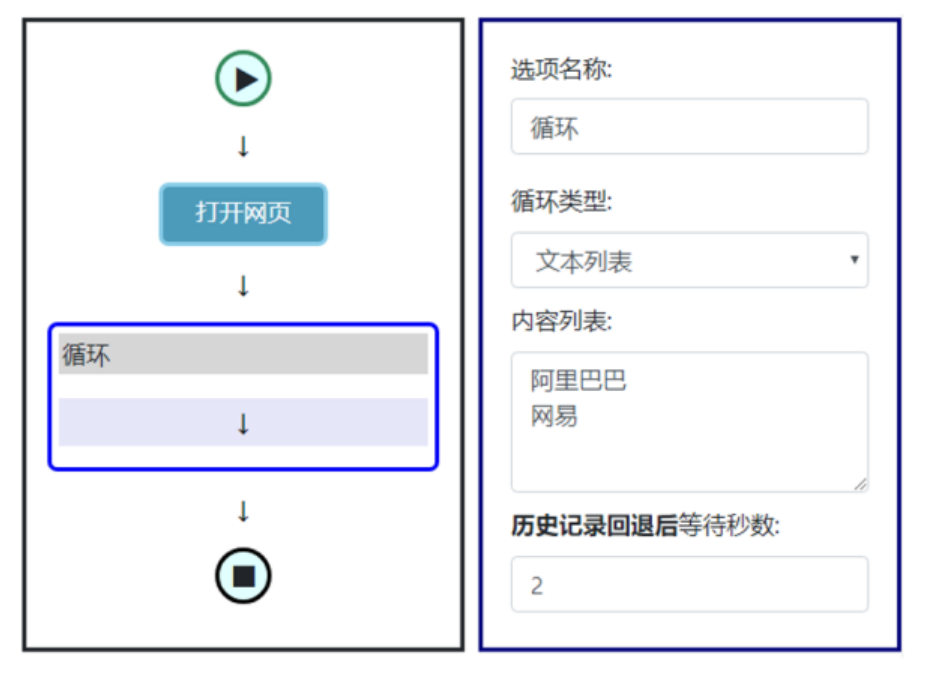 打开网页
循环
选项名称:
循环
循环类型:
文本列表
内容列表:
阿里巴巴
网易
历史记录回退后等待秒数:
2